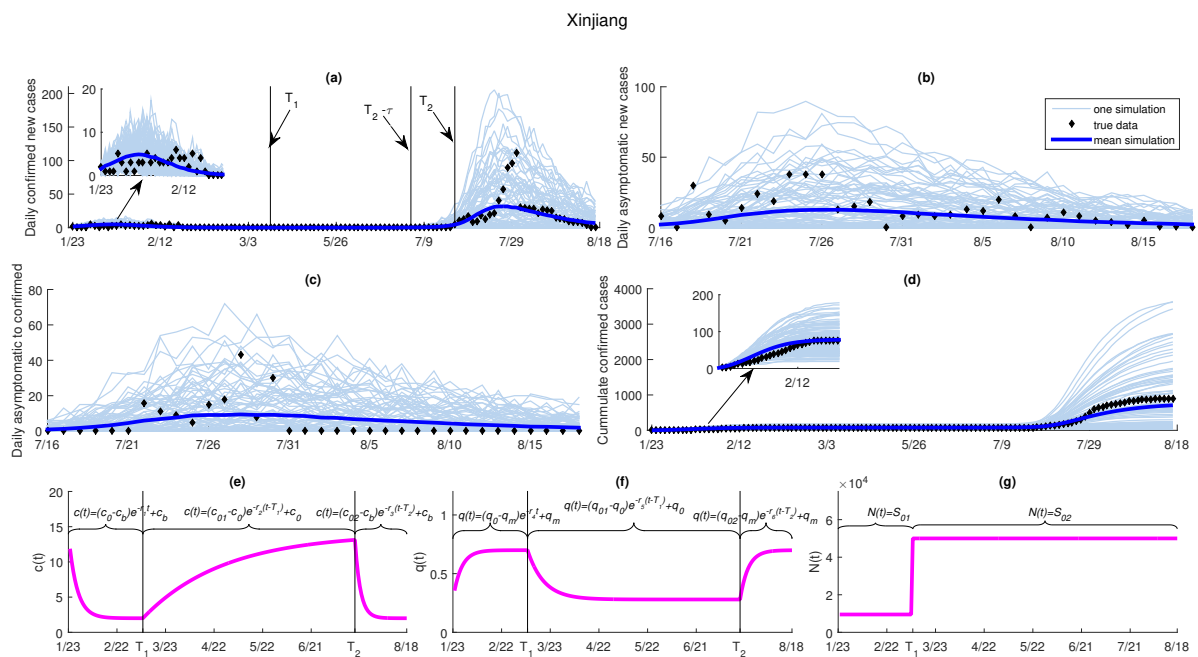 Xinjiang
(a)
Daily confirmed new cases
200
150
100
50
0
20
10
0
1/23
2/12
T1
T2-τ
T2
1/23
2/12
3/3
5/26
7/9
7/29
8/18
(b)
Daily asymptomatic new cases
100
50
0
one simulation
true data
mean simulation
7/16
7/21
7/26
7/31
8/5
8/10
8/15
(c)
Daily asymptomatic to confirmed
80
60
40
20
0
7/16
7/21
7/26
7/31
8/5
8/10
8/15
(d)
Cummulate confirmed cases
4000
3000
2000
1000
0
200
100
0
2/12
1/23
2/12
3/3
5/26
7/9
7/29
8/18
(e)
c(t)
20
15
10
5
0
c(t)=(c0-cb)e^-r1t+cb
c(t)=(c01-c0)e^-r2(t-T1)+c0
c(t)=(c02-cb)e^-r3(t-T2)+cb
1/23
2/22
T1
3/23
4/22
5/22
6/21
T2
8/18
(f)
q(t)
1
0.5
0
q(t)=(q0-qm)e^-r4t+qm
q(t)=(q01-q0)e^-r5(t-T1)+q0
q(t)=(q02-qm)e^-r6(t-T2)+qm
1/23
2/22
T1
3/23
4/22
5/22
6/21
T2
8/18
(g)
N(t)
×10^4
6
4
2
0
N(t)=S01
N(t)=S02
1/23
2/22
T1
3/23
4/22
5/22
6/21
7/21
8/18